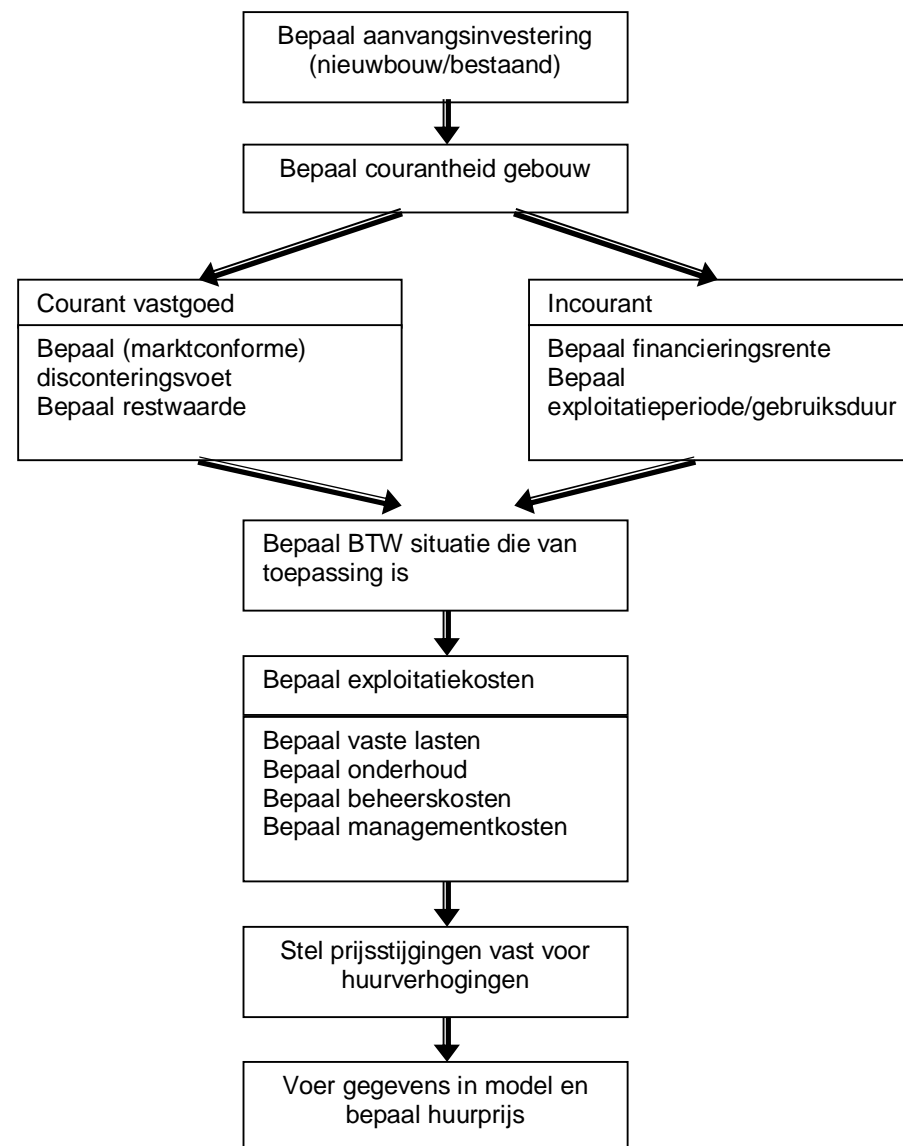 Bepaal aanvangsinvestering
(nieuwbouw/bestaand)
Bepaal courantheid gebouw
Courant vastgoed
Bepaal (marktconforme)
disconteringsvoet
Bepaal restwaarde
Incourant
Bepaal financieringsrente
Bepaal
exploitatieperiode/gebruiksduur
Bepaal BTW situatie die van
toepassing is
Bepaal exploitatiekosten
Bepaal vaste lasten
Bepaal onderhoud
Bepaal beheerskosten
Bepaal managementkosten
Stel prijsstijgingen vast voor
huurverhogingen
Voer gegevens in model en
bepaal huurprijs